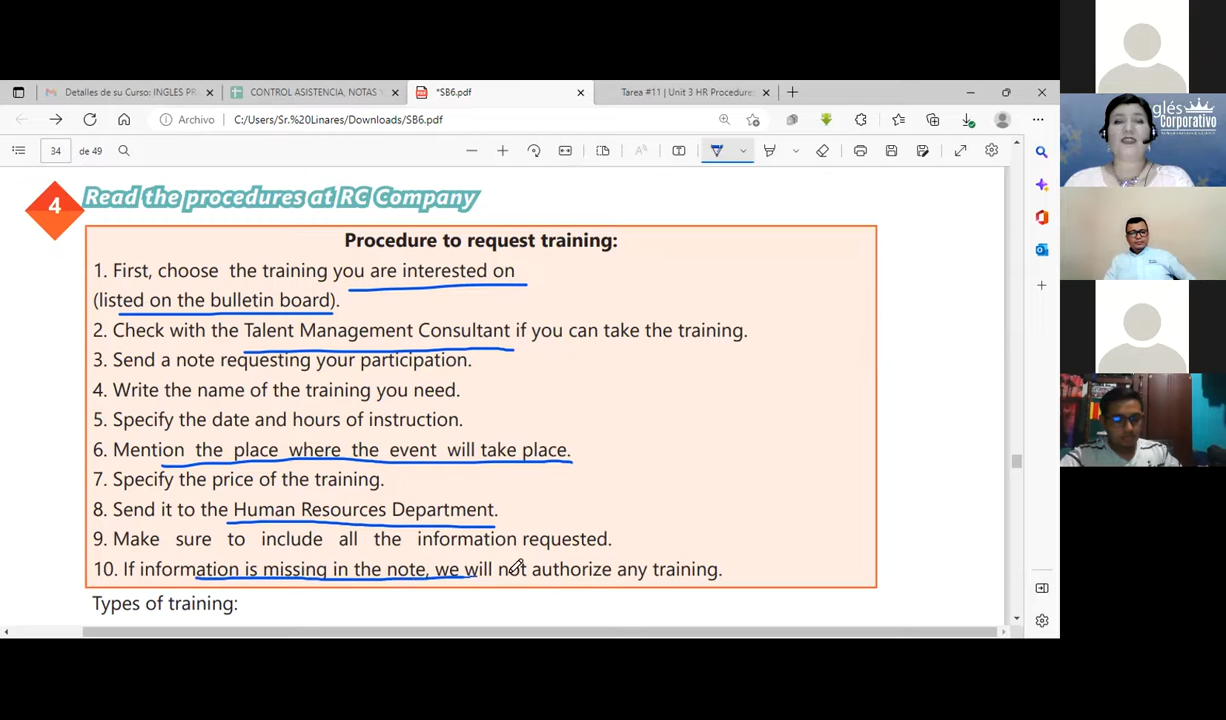 Detalles de su Curso: INGLES PR
CONTROL ASISTENCIA, NOTAS Y
*SB6.pdf
Tarea #11 | Unit 3 HR Procedures
Archivo
C:/Users/Sr.%20Linares/Downloads/SB6.pdf
34
de 49
4
Read the procedures at RC Company
Procedure to request training:
1. First, choose the training you are interested on
(listed on the bulletin board).
2. Check with the Talent Management Consultant if you can take the training.
3. Send a note requesting your participation.
4. Write the name of the training you need.
5. Specify the date and hours of instruction.
6. Mention the place where the event will take place.
7. Specify the price of the training.
8. Send it to the Human Resources Department.
9. Make sure to include all the information requested.
10. If information is missing in the note, we will not authorize any training.
Types of training:
glés
Corporativo